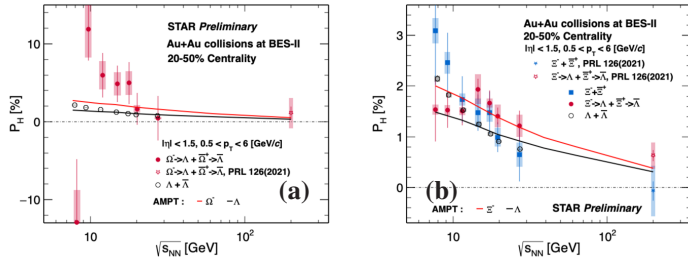 STAR Preliminary
Au+Au collisions at BES-II
20-50% Centrality
P_H [%]
10
0
−10
|η| < 1.5, 0.5 < p_T < 6 [GeV/c]
Ω⁻->Λ + Ω̄⁺->Λ̄
Ω⁻->Λ + Ω̄⁺->Λ̄, PRL 126(2021)
Λ + Λ̄
AMPT : − Ω⁻ − Λ
(a)
10
10²
√s_NN [GeV]
Au+Au collisions at BES-II
20-50% Centrality
|η| < 1.5, 0.5 < p_T < 6 [GeV/c]
Ξ⁻ + Ξ̄⁺, PRL 126(2021)
Ξ⁻->Λ + Ξ̄⁺->Λ̄, PRL 126(2021)
Ξ⁻+Ξ̄⁺
Ξ⁻->Λ + Ξ̄⁺->Λ̄
Λ + Λ̄
P_H [%]
3
2
1
0
(b)
AMPT : − Ξ⁻ − Λ
STAR Preliminary
10
10²
√s_NN [GeV]